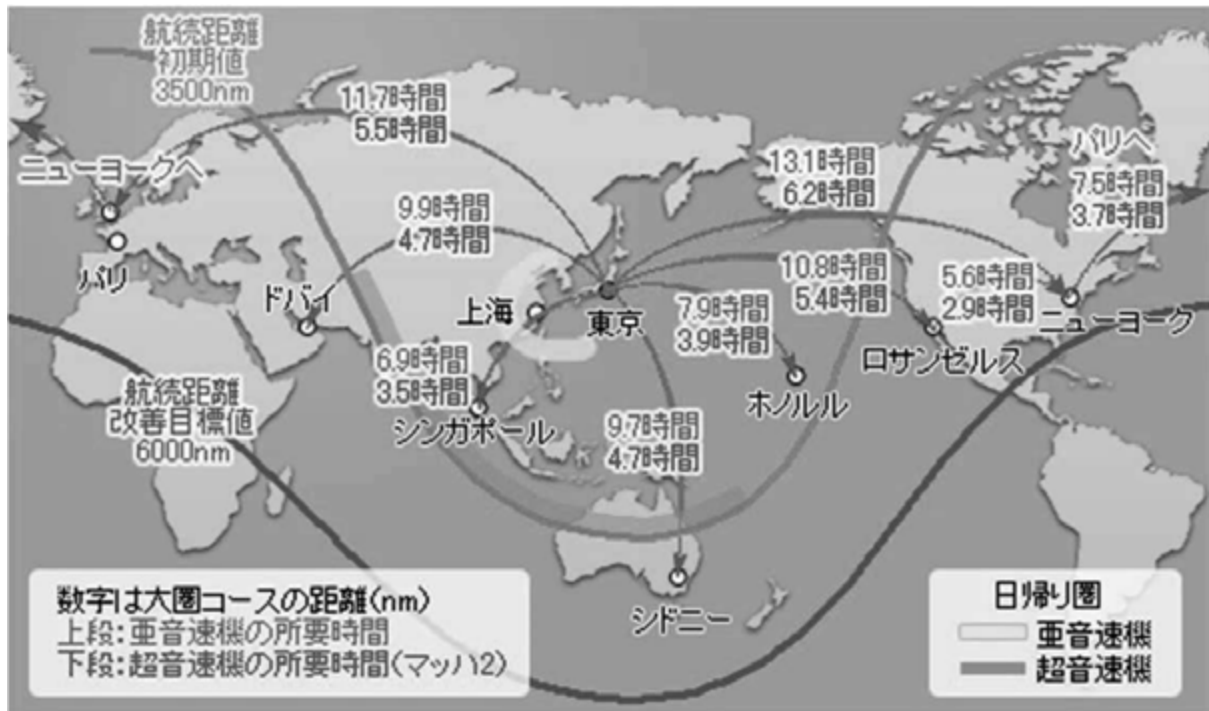 航続距離
初期値
3500nm
11.7時間
5.5時間
ニューヨークへ
9.9時間
4.7時間
13.1時間
6.2時間
パリへ
7.5時間
3.7時間
パリ
ドバイ
上海
東京
7.9時間
3.9時間
10.8時間
5.4時間
5.6時間
2.9時間
ニューヨーク
ロサンゼルス
ホノルル
6.9時間
3.5時間
シンガポール
航続距離
改善目標値
6000nm
9.7時間
4.7時間
シドニー
数字は大圏コースの距離(nm)
上段:亜音速機の所要時間
下段:超音速機の所要時間(マッハ2)
日帰り圏
亜音速機
超音速機